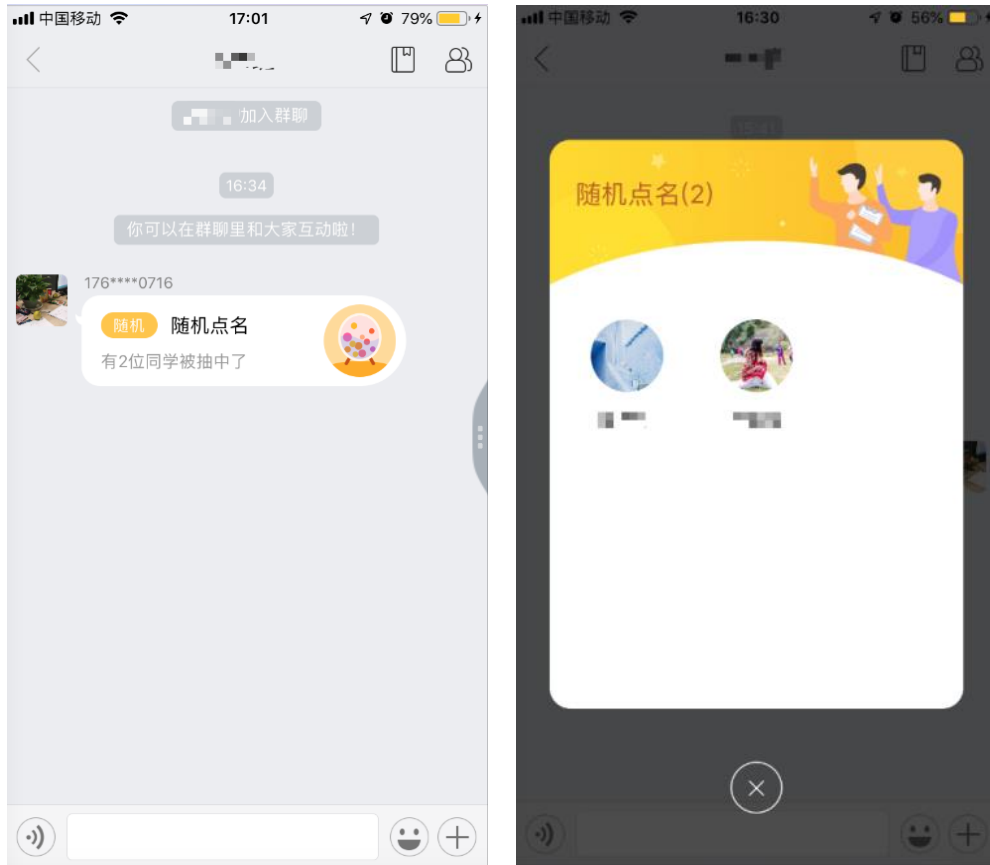 中国移动
17:01
79%
加入群聊
16:34
你可以在群聊里和大家互动啦!
176****0716
随机
随机点名
有2位同学被抽中了
中国移动
16:30
56%
15:41
随机点名(2)